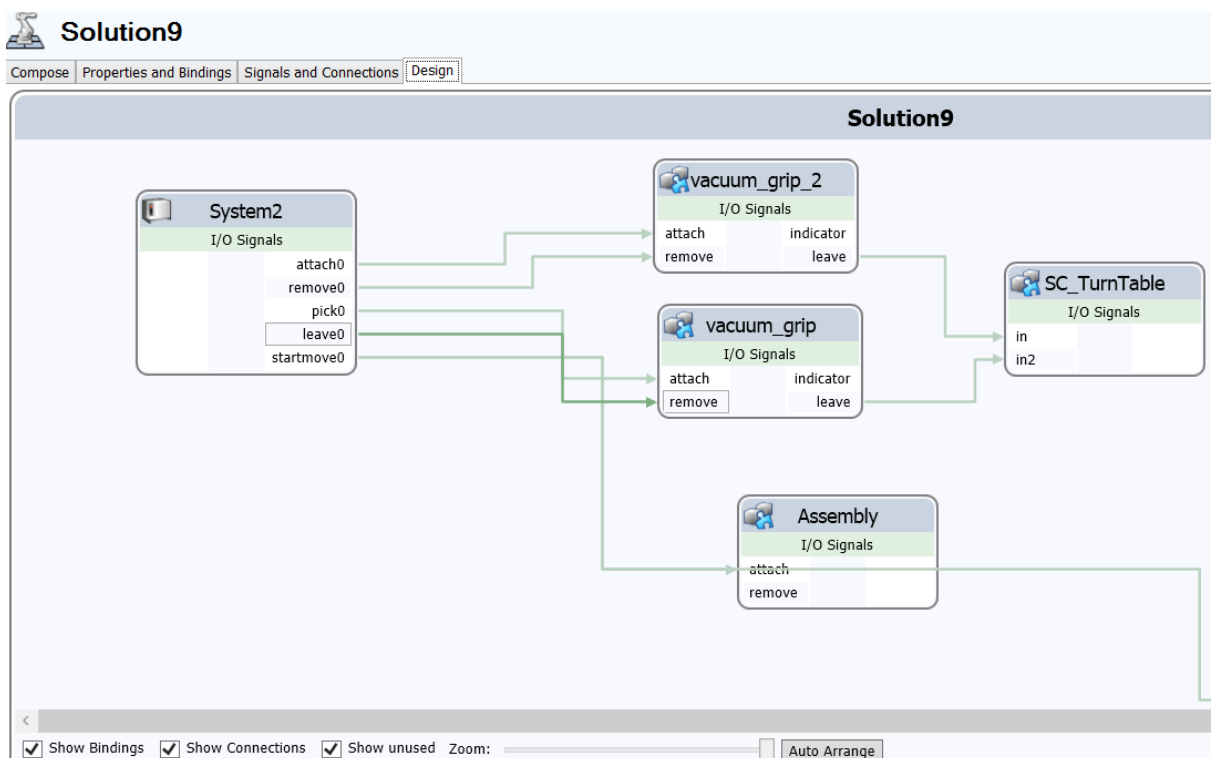 Solution9
Compose Properties and Bindings Signals and Connections Design
Solution9
System2
I/O Signals
attach0
remove0
pick0
leave0
startmove0
vacuum_grip_2
I/O Signals
attach indicator
remove leave
vacuum_grip
I/O Signals
attach indicator
remove leave
SC_TurnTable
I/O Signals
in
in2
Assembly
I/O Signals
attach
remove
Show Bindings Show Connections Show unused Zoom: Auto Arrange